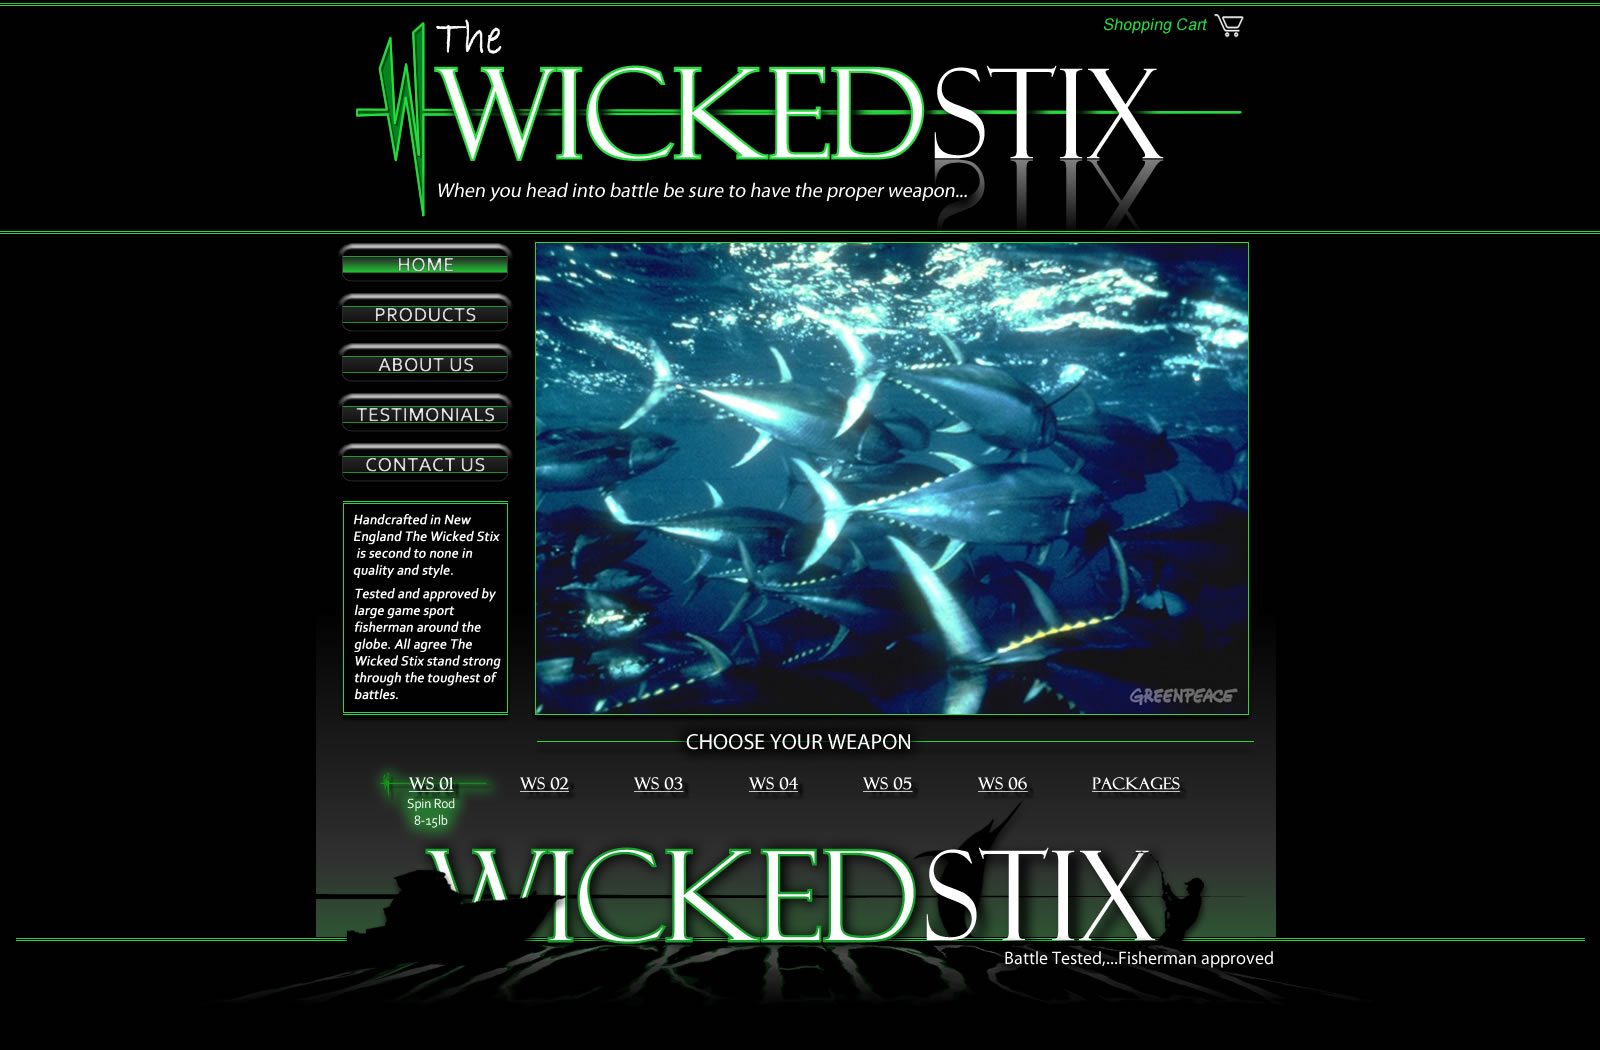 Shopping Cart
The
WICKEDSTIX
When you head into battle be sure to have the proper weapon...
HOME
PRODUCTS
ABOUT US
TESTIMONIALS
CONTACT US
Handcrafted in New
England The Wicked Stix
is second to none in
quality and style.
Tested and approved by
large game sport
fisherman around the
globe. All agree The
Wicked Stix stand strong
through the toughest of
battles.
GREENPEACE
CHOOSE YOUR WEAPON
WS 01
WS 02
WS 03
WS 04
WS 05
WS 06
PACKAGES
Spin Rod
8-15lb
WICKEDSTIX
Battle Tested,...Fisherman approved